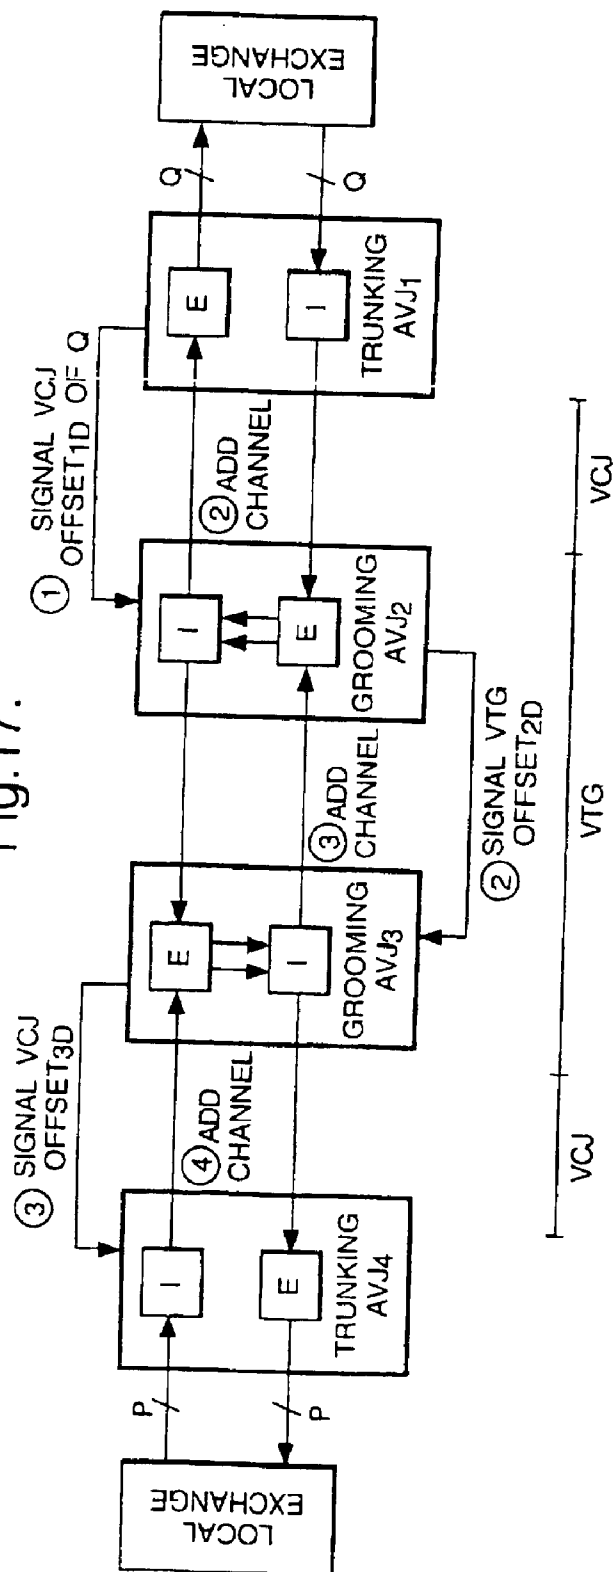 Fig.17.
LOCAL
EXCHANGE
P
P
TRUNKING
AVJ4
I
E
③ SIGNAL VCJ
OFFSET3D
④ ADD
CHANNEL
GROOMING
AVJ3
E
I
③ ADD
CHANNEL
② SIGNAL VTG
OFFSET2D
GROOMING
AVJ2
I
E
① SIGNAL VCJ
OFFSET1D OF Q
② ADD
CHANNEL
TRUNKING
AVJ1
E
I
Q
Q
LOCAL
EXCHANGE
VCJ
VTG
VCJ